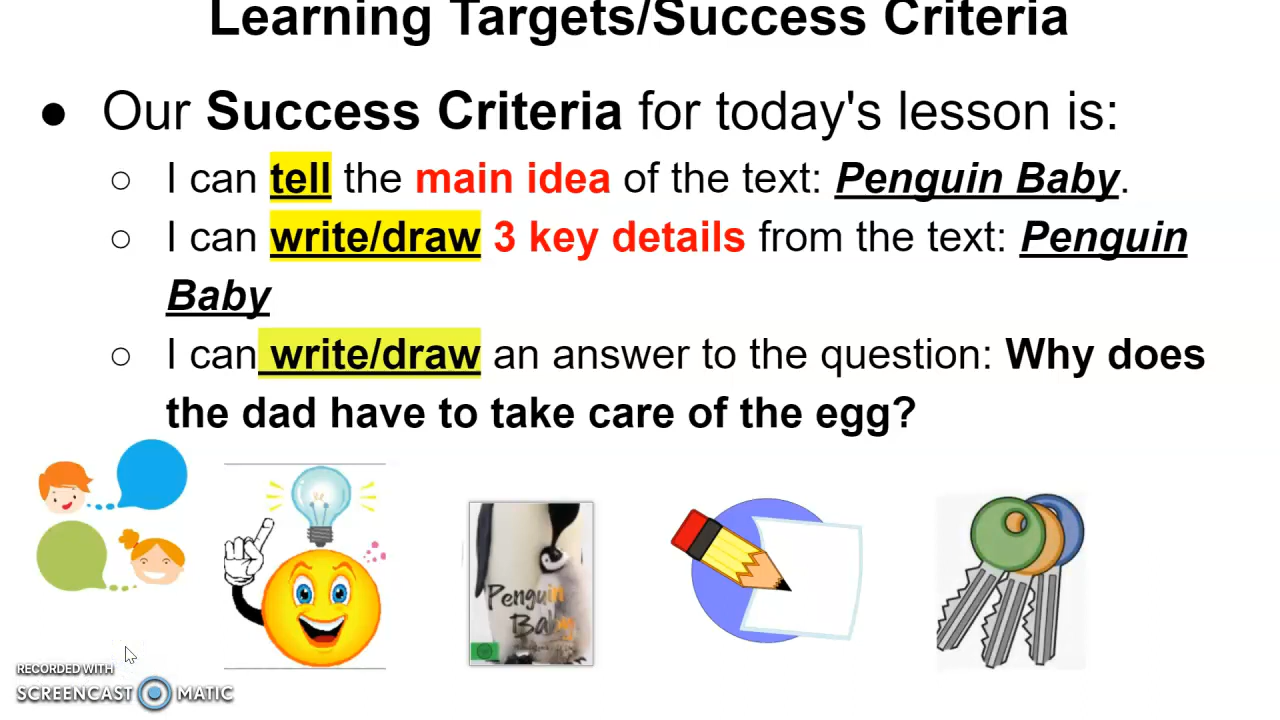 Learning Targets/Success Criteria
● Our Success Criteria for today's lesson is:
○ I can tell the main idea of the text: Penguin Baby.
○ I can write/draw 3 key details from the text: Penguin
Baby
○ I can write/draw an answer to the question: Why does
the dad have to take care of the egg?
Penguin
Baby
RECORDED WITH
SCREENCAST MATIC